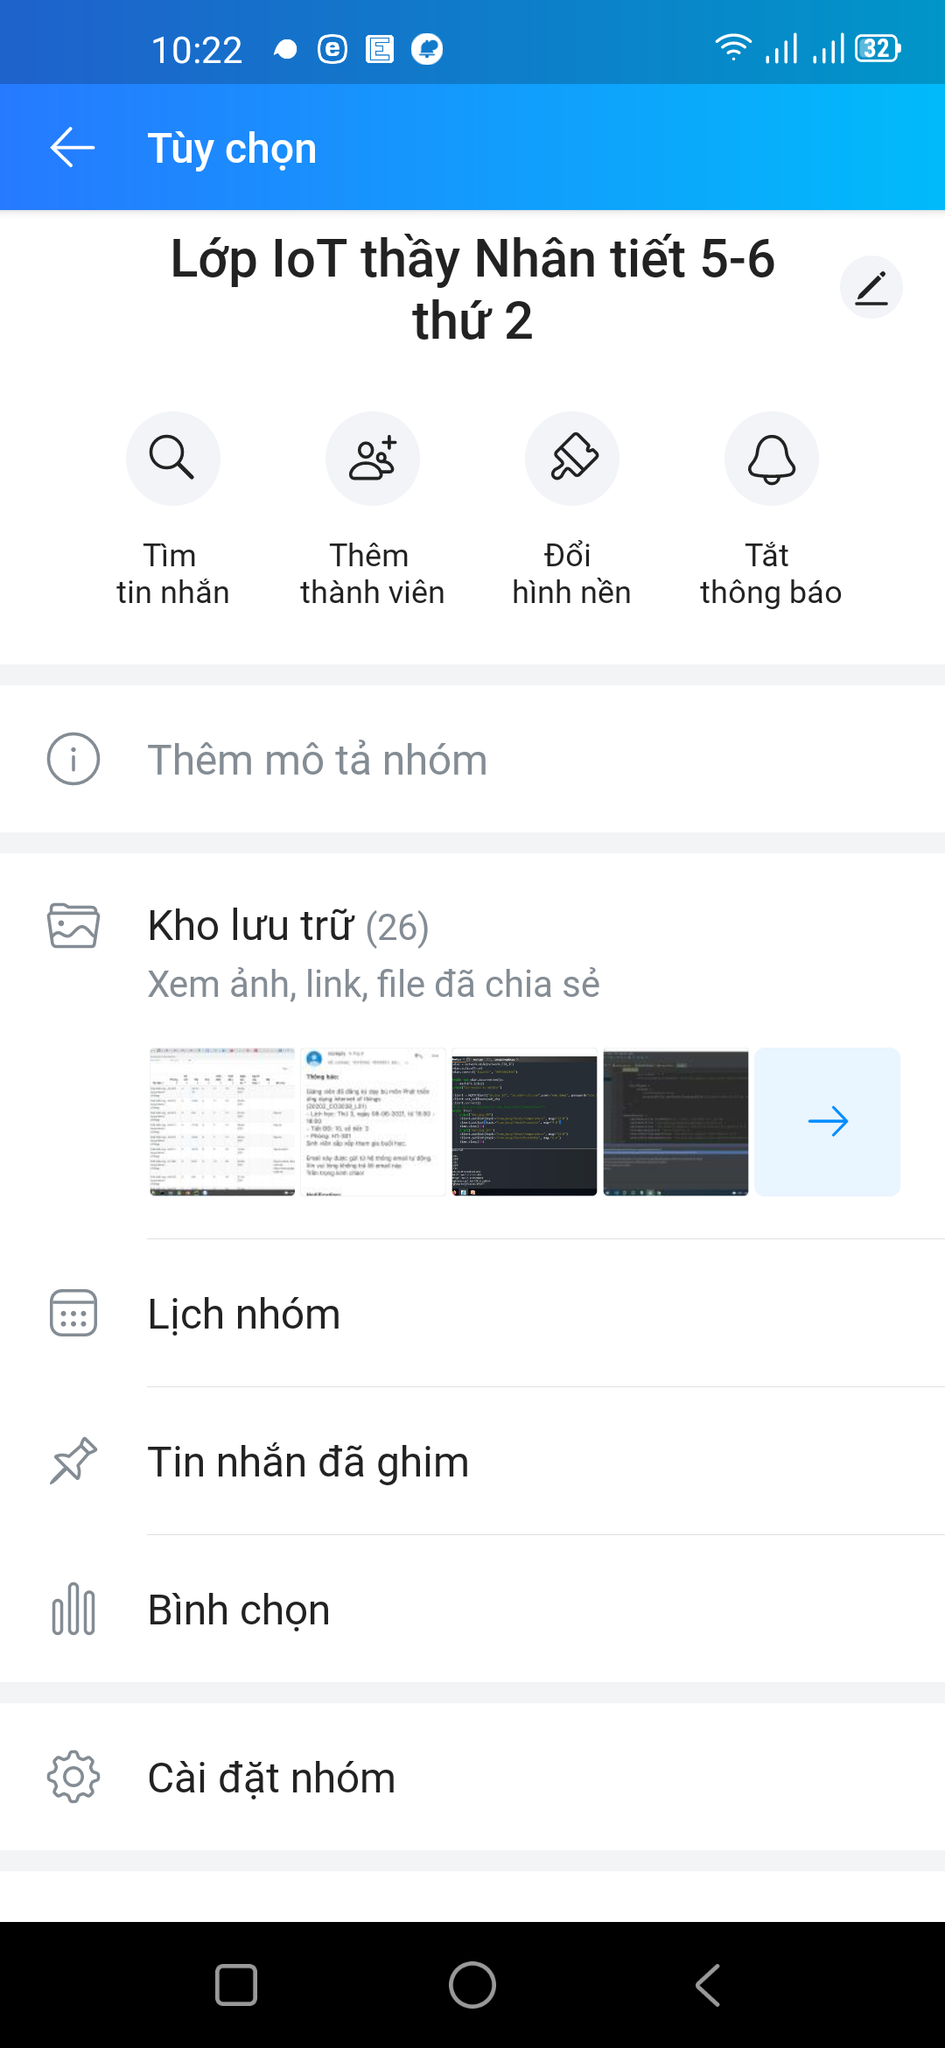 10:22
32
Tùy chọn
Lớp IoT thầy Nhân tiết 5-6
thứ 2
Tìm
tin nhắn
Thêm
thành viên
Đổi
hình nền
Tắt
thông báo
Thêm mô tả nhóm
Kho lưu trữ (26)
Xem ảnh, link, file đã chia sẻ
Thông báo:
Lịch nhóm
Tin nhắn đã ghim
Bình chọn
Cài đặt nhóm